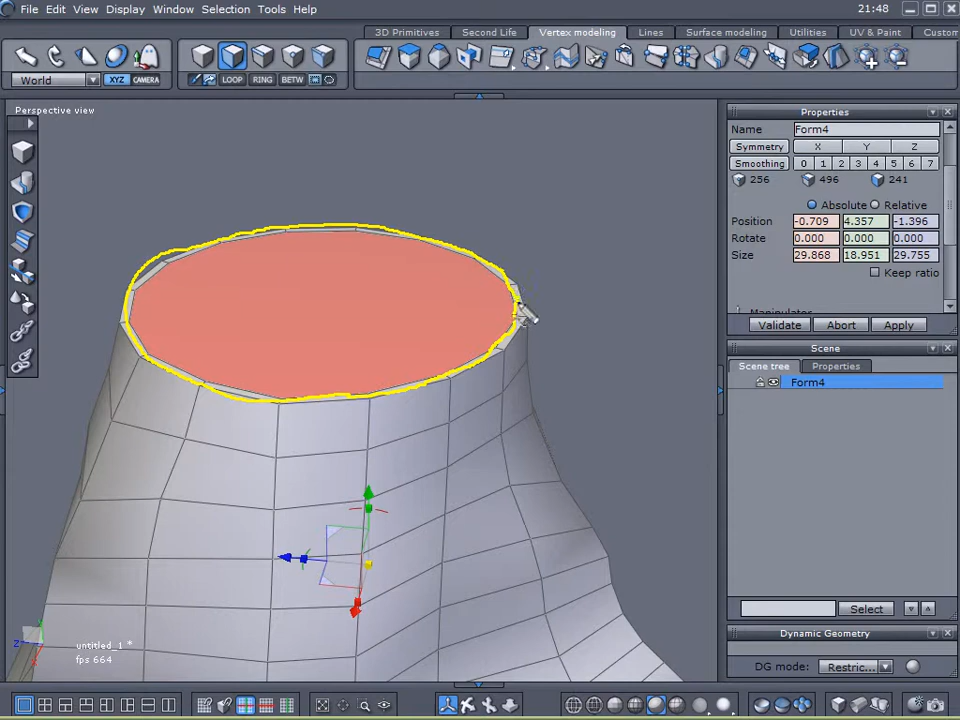 File Edit View Display Window Selection Tools Help 21:48
3D Primitives Second Life Vertex modeling Lines Surface modeling Utilities UV & Paint Custom
World XYZ CAMERA LOOP RING BETW
Perspective view
Properties
Name Form4
Symmetry X Y Z
Smoothing 0 1 2 3 4 5 6 7
256 496 241
Absolute Relative
Position -0.709 4.357 -1.396
Rotate 0.000 0.000 0.000
Size 29.868 18.951 29.755
Keep ratio
Manipulator
Validate Abort Apply
Scene
Scene tree Properties
Form4
Select
Dynamic Geometry
DG mode: Restric...
z x
untitled_1 *
fps 664